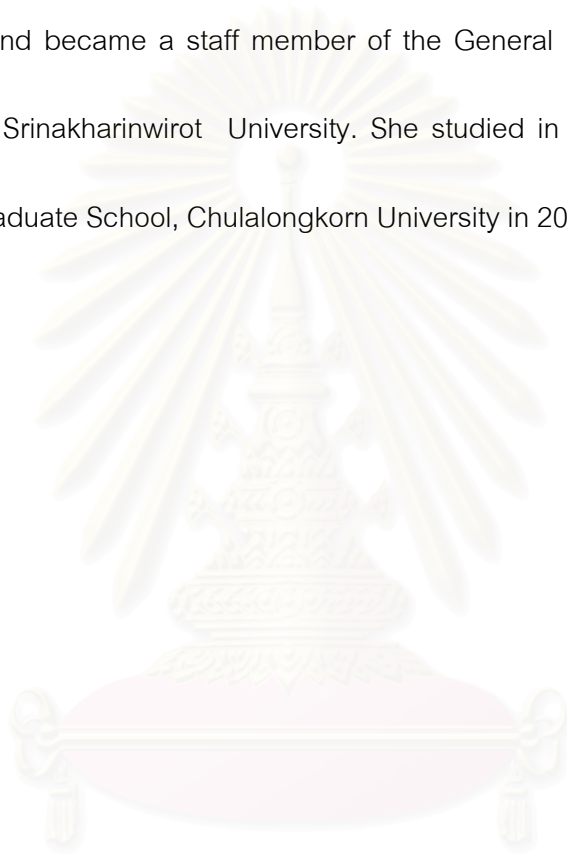 nd became a staff member of the General
Srinakharinwirot University. She studied in
aduate School, Chulalongkorn University in 20